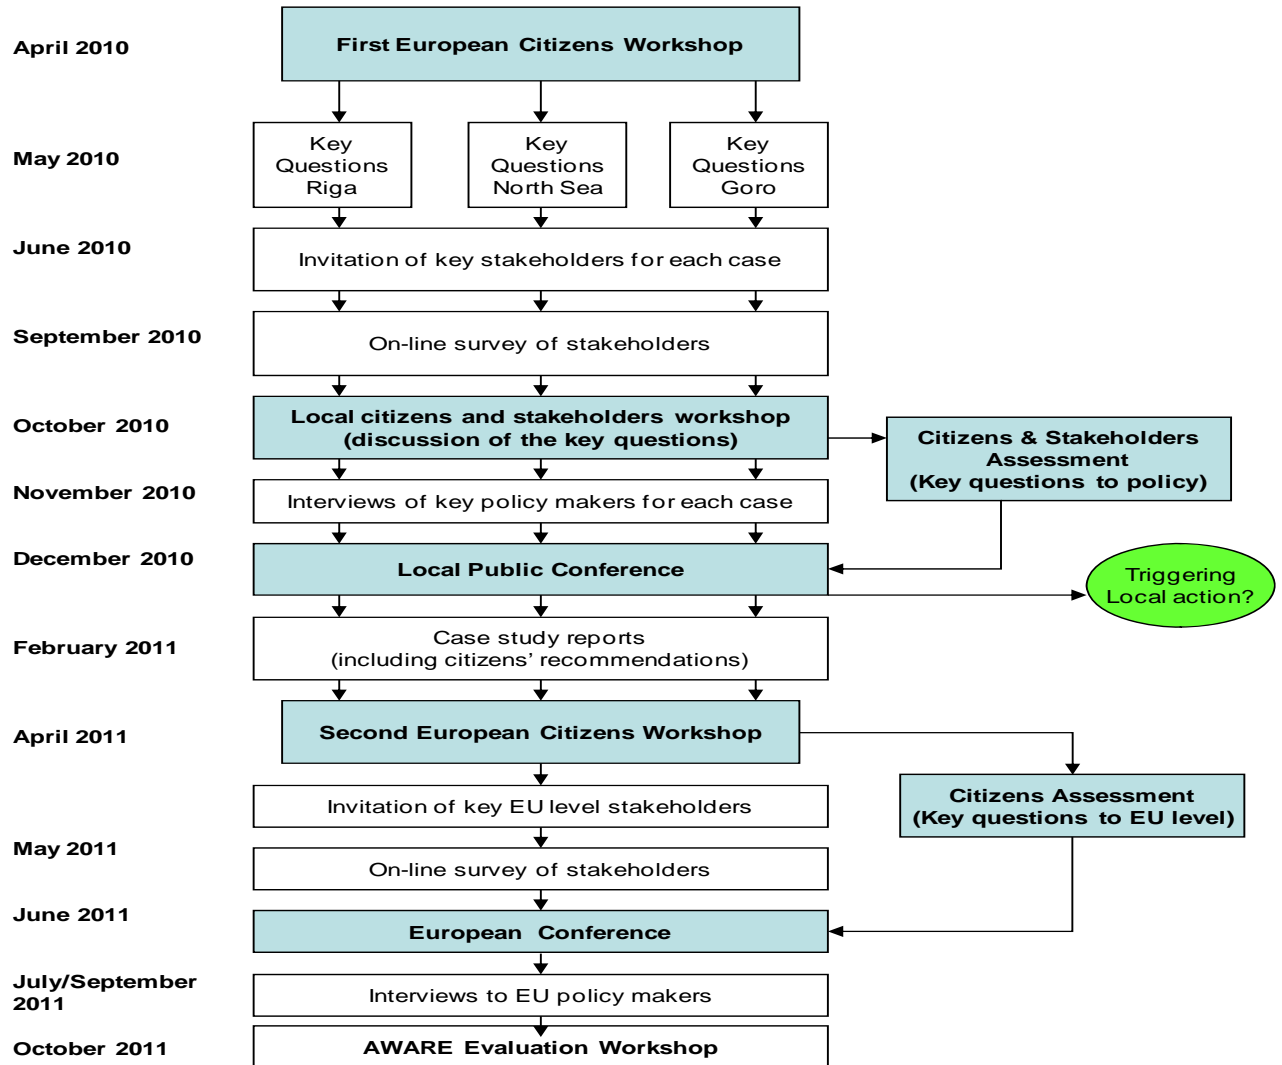 April 2010
First European Citizens Workshop
May 2010
Key
Questions
Riga
Key
Questions
North Sea
Key
Questions
Goro
June 2010
Invitation of key stakeholders for each case
September 2010
On-line survey of stakeholders
October 2010
Local citizens and stakeholders workshop
(discussion of the key questions)
Citizens & Stakeholders
Assessment
(Key questions to policy)
November 2010
Interviews of key policy makers for each case
December 2010
Local Public Conference
Triggering
Local action?
February 2011
Case study reports
(including citizens’ recommendations)
April 2011
Second European Citizens Workshop
Invitation of key EU level stakeholders
Citizens Assessment
(Key questions to EU level)
May 2011
On-line survey of stakeholders
June 2011
European Conference
July/September
2011
Interviews to EU policy makers
October 2011
AWARE Evaluation Workshop